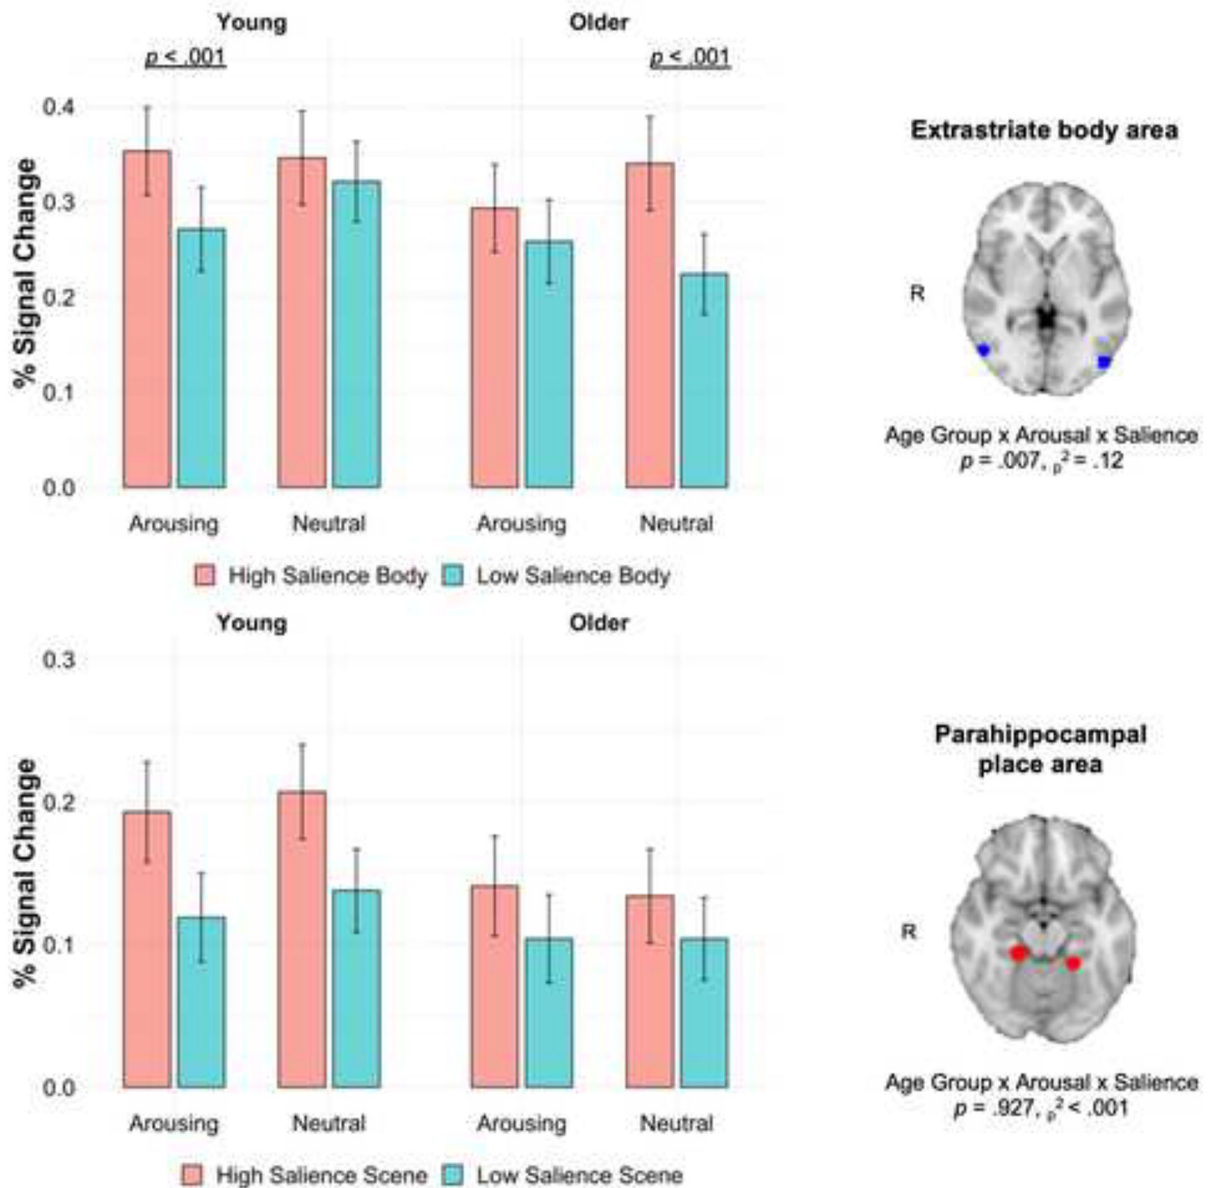 Young Older
p < .001 p < .001
% Signal Change
0.4
0.3
0.2
0.1
0.0
Arousing Neutral Arousing Neutral
High Salience Body Low Salience Body
Extrastriate body area
R
Age Group x Arousal x Salience
p = .007, p² = .12
Young Older
% Signal Change
0.3
0.2
0.1
0.0
Arousing Neutral Arousing Neutral
High Salience Scene Low Salience Scene
Parahippocampal
place area
R
Age Group x Arousal x Salience
p = .927, p² < .001